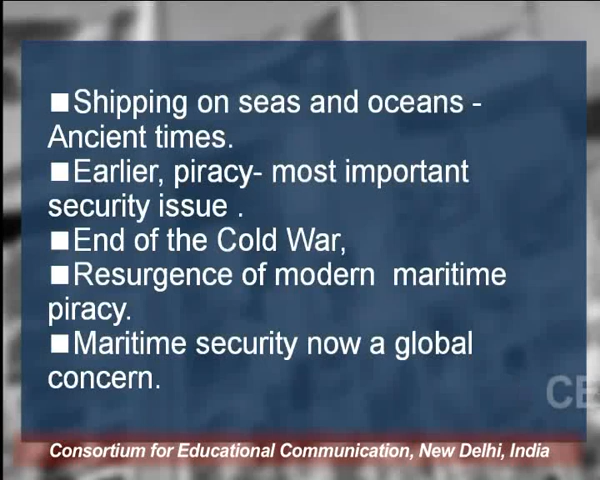 ■Shipping on seas and oceans -
Ancient times.
■Earlier, piracy- most important
security issue .
■End of the Cold War,
■Resurgence of modern  maritime
piracy.
■Maritime security now a global
concern.
CE
Consortium for Educational Communication, New Delhi, India